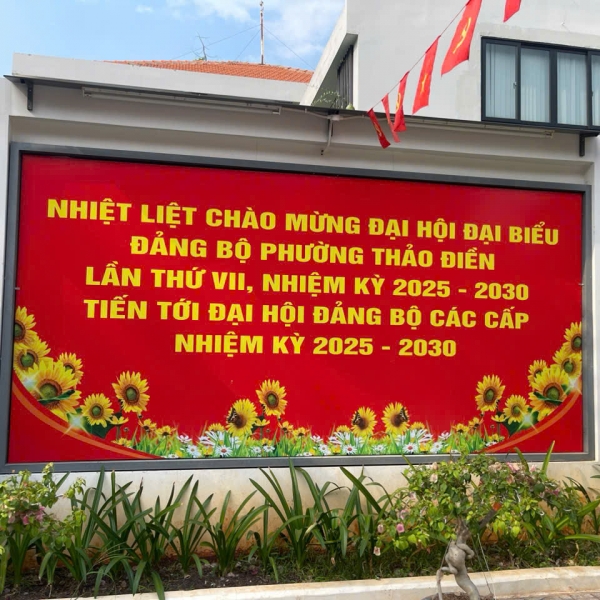 NHIỆT LIỆT CHÀO MỪNG ĐẠI HỘI ĐẠI BIỂU
ĐẢNG BỘ PHƯỜNG THẢO ĐIỀN
LẦN THỨ VII, NHIỆM KỲ 2025 - 2030
TIẾN TỚI ĐẠI HỘI ĐẢNG BỘ CÁC CẤP
NHIỆM KỲ 2025 - 2030